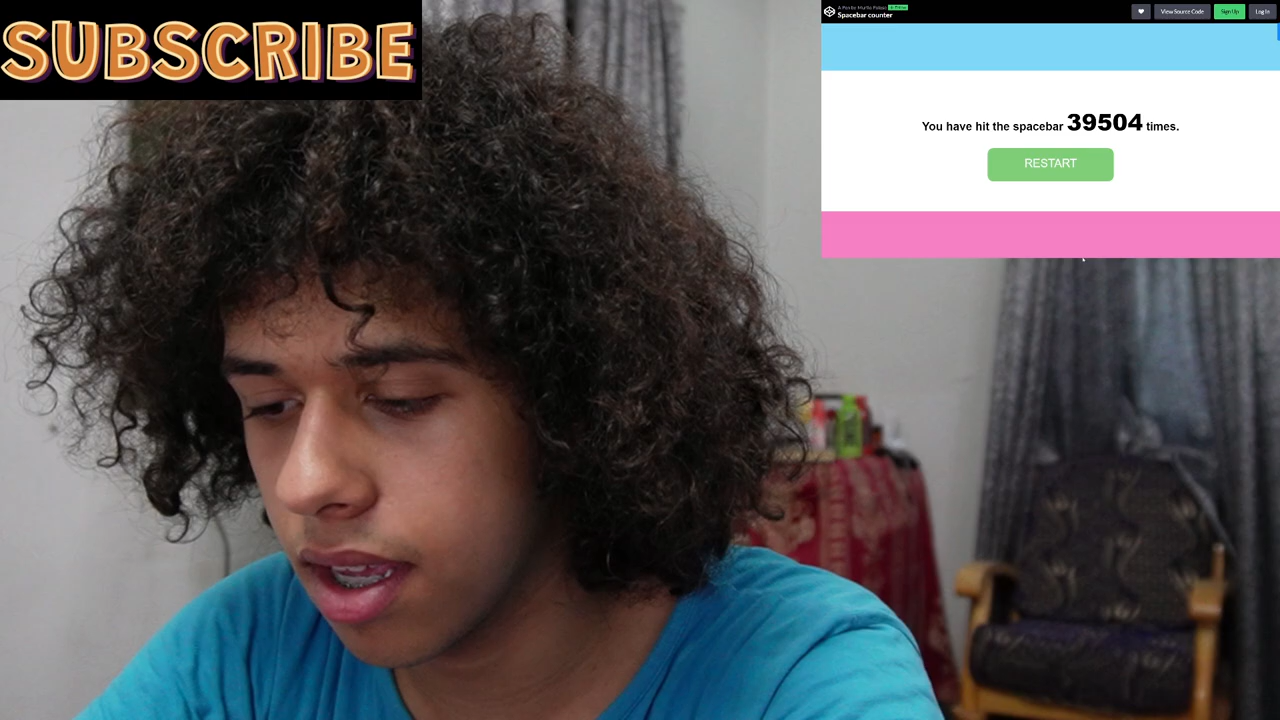 SUBSCRIBE
Spacebar counter
View Source Code
Sign Up
Log In
You have hit the spacebar 39504 times.
RESTART